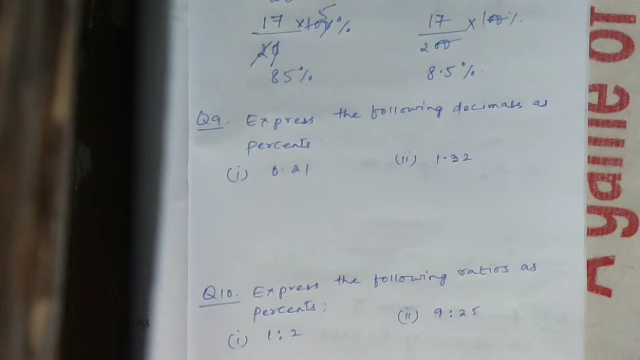 17 × 100 %
20
85%
17 × 100 %
200
8.5%
Q9. Express the following decimals as
percents:
(i) 0.21 (ii) 1.32
Q10. Express the following ratios as
percents:
(i) 1:2 (ii) 9:25